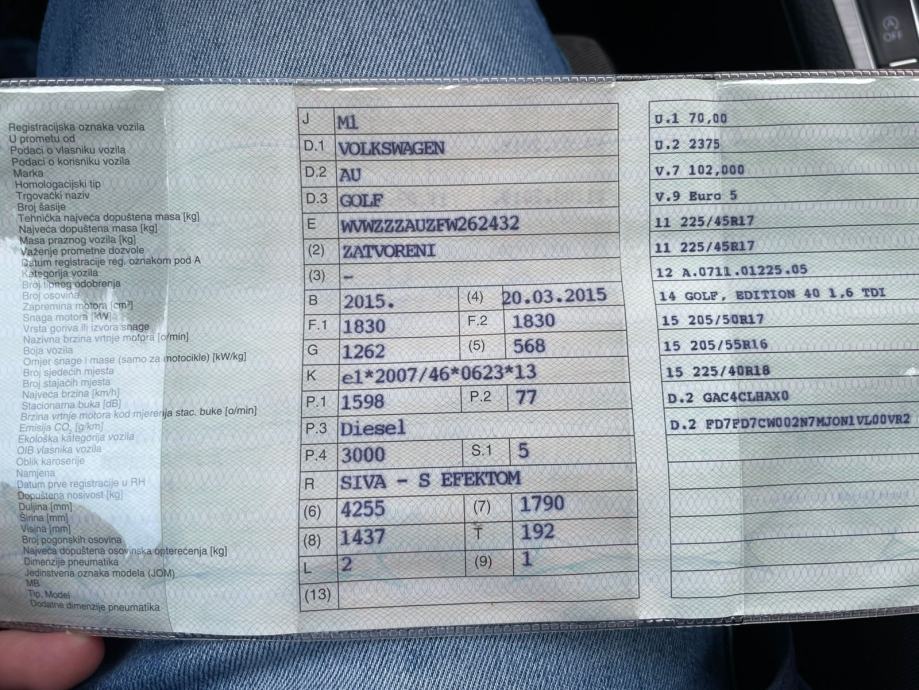 Registracijska oznaka vozila
U prometu od
Podaci o vlasniku vozila
Podaci o korisniku vozila
Marka
Homologacijski tip
Trgovački naziv
Broj šasije
Tehnička najveća dopuštena masa [kg]
Najveća dopuštena masa [kg]
Masa praznog vozila [kg]
Važenje prometne dozvole
Datum registracije reg. oznakom pod A
Kategorija vozila
Broj tipnog odobrenja
Broj osovina
Zapremina motora [cm³]
Snaga motora [kW]
Vrsta goriva ili izvora snage
Nazivna brzina vrtnje motora [o/min]
Boja vozila
Omjer snage i mase (samo za motocikle) [kW/kg]
Broj sjedećih mjesta
Broj stajaćih mjesta
Najveća brzina [km/h]
Stacionarna buka [dB]
Brzina vrtnje motora kod mjerenja stac. buke [o/min]
Emisija CO₂ [g/km]
Ekološka kategorija vozila
OIB vlasnika vozila
Oblik karoserije
Namjena
Datum prve registracije u RH
Dopuštena nosivost [kg]
Duljina [mm]
Širina [mm]
Visina [mm]
Broj pogonskih osovina
Najveća dopuštena osovinska opterećenja [kg]
Dimenzije pneumatika
Jedinstvena oznaka modela (JOM)
MB
Tip, Model
Dodatne dimenzije pneumatika
J M1
D.1 VOLKSWAGEN
D.2 AU
D.3 GOLF
E WVWZZZAUZFW262432
(2) ZATVORENI
(3) –
B 2015. (4) 20.03.2015
F.1 1830 F.2 1830
G 1262 (5) 568
K e1*2007/46*0623*13
P.1 1598 P.2 77
P.3 Diesel
P.4 3000 S.1 5
R SIVA - S EFEKTOM
(6) 4255 (7) 1790
(8) 1437 T 192
L 2 (9) 1
(13)
U.1 70,00
U.2 2375
V.7 102,000
V.9 Euro 5
11 225/45R17
11 225/45R17
12 A.0711.01225.05
14 GOLF, EDITION 40 1,6 TDI
15 205/50R17
15 205/55R16
15 225/40R18
D.2 GAC4CLHAX0
D.2 FD7FD7CW002N7MJON1VL00VR2
OFF